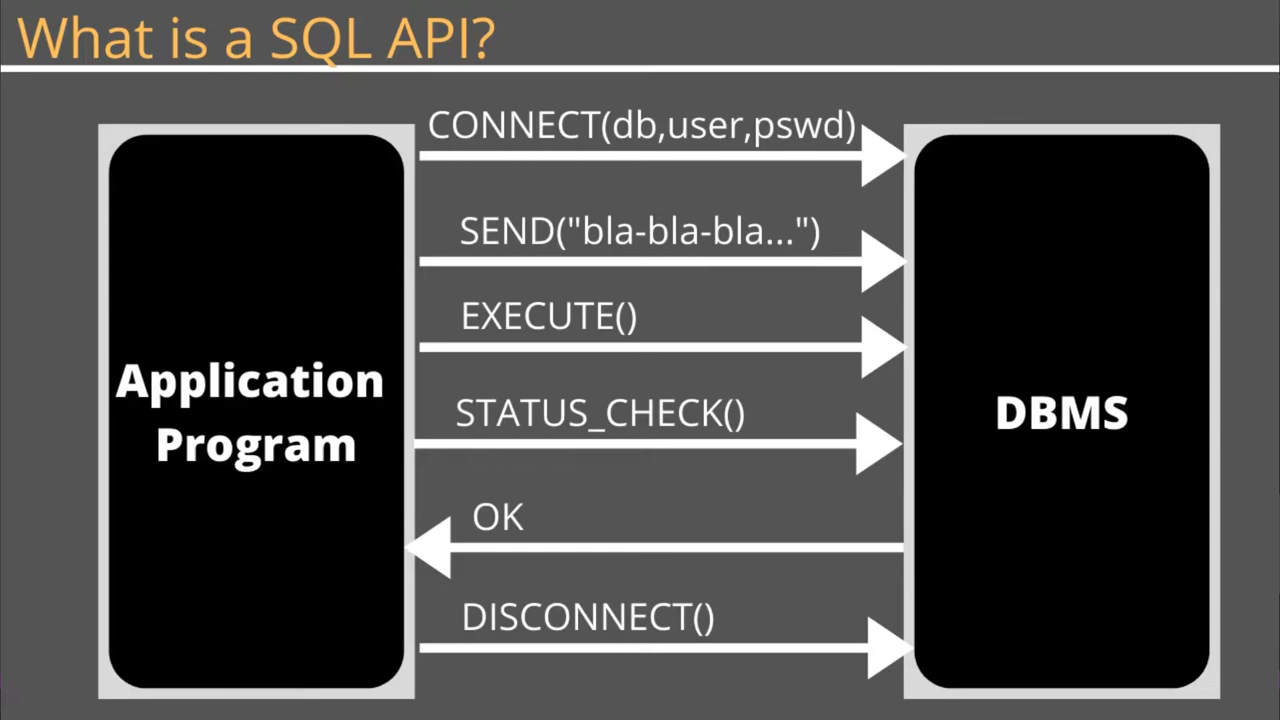 What is a SQL API?
CONNECT(db,user,pswd)
SEND("bla-bla-bla...")
EXECUTE()
Application
Program
STATUS_CHECK()
DBMS
OK
DISCONNECT()